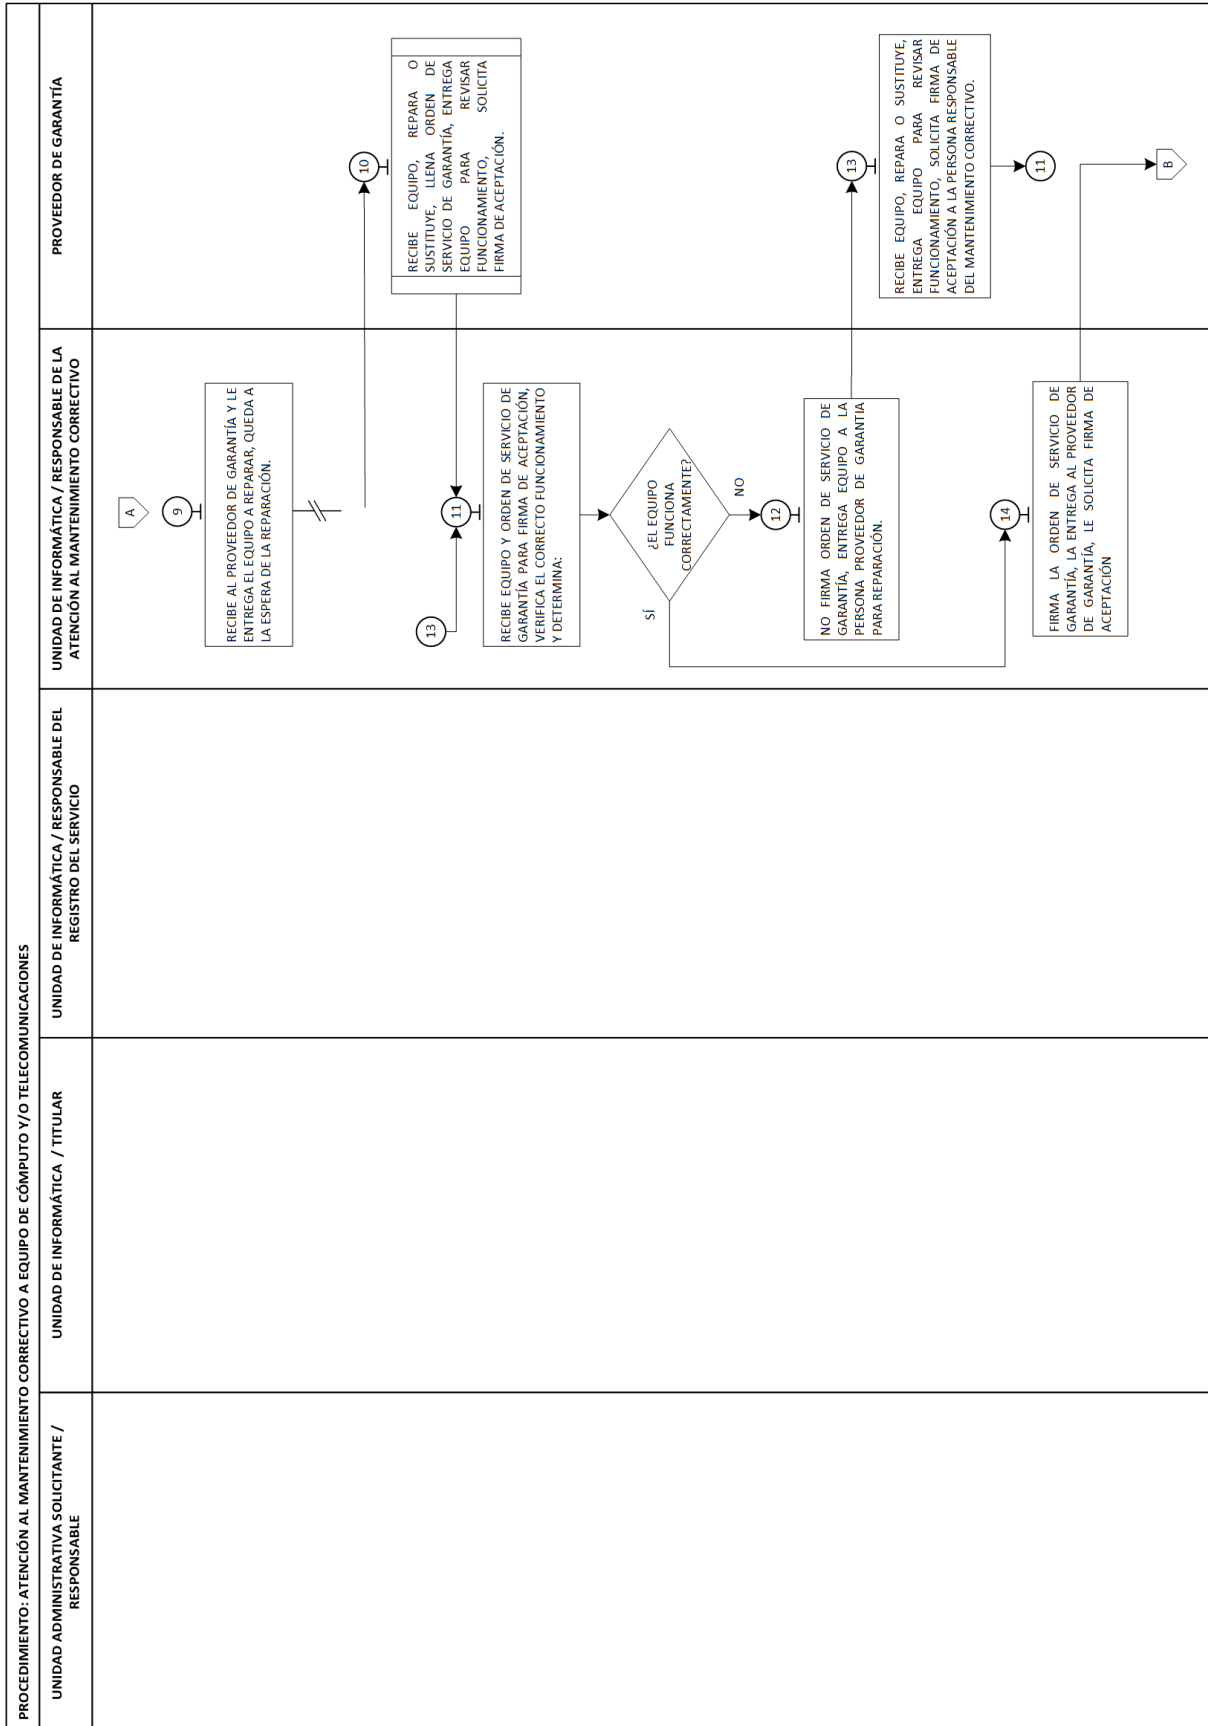 PROCEDIMIENTO: ATENCIÓN AL MANTENIMIENTO CORRECTIVO A EQUIPO DE CÓMPUTO Y/O TELECOMUNICACIONES
UNIDAD ADMINISTRATIVA SOLICITANTE /
RESPONSABLE
UNIDAD DE INFORMÁTICA / TITULAR
UNIDAD DE INFORMÁTICA / RESPONSABLE DEL
REGISTRO DEL SERVICIO
UNIDAD DE INFORMÁTICA / RESPONSABLE DE LA
ATENCIÓN AL MANTENIMIENTO CORRECTIVO
PROVEEDOR DE GARANTÍA
A
9
RECIBE AL PROVEEDOR DE GARANTÍA Y LE
ENTREGA EL EQUIPO A REPARAR, QUEDA A
LA ESPERA DE LA REPARACIÓN.
10
RECIBE EQUIPO, REPARA O
SUSTITUYE, LLENA ORDEN DE
SERVICIO DE GARANTÍA, ENTREGA
EQUIPO PARA REVISAR
FUNCIONAMIENTO, SOLICITA
FIRMA DE ACEPTACIÓN.
13
11
RECIBE EQUIPO Y ORDEN DE SERVICIO DE
GARANTÍA PARA FIRMA DE ACEPTACIÓN,
VERIFICA EL CORRECTO FUNCIONAMIENTO
Y DETERMINA:
¿EL EQUIPO
FUNCIONA
CORRECTAMENTE?
SÍ
NO
12
NO FIRMA ORDEN DE SERVICIO DE
GARANTÍA, ENTREGA EQUIPO A LA
PERSONA PROVEEDOR DE GARANTIA
PARA REPARACIÓN.
13
RECIBE EQUIPO, REPARA O SUSTITUYE,
ENTREGA EQUIPO PARA REVISAR
FUNCIONAMIENTO, SOLICITA FIRMA DE
ACEPTACIÓN A LA PERSONA RESPONSABLE
DEL MANTENIMIENTO CORRECTIVO.
11
14
FIRMA LA ORDEN DE SERVICIO DE
GARANTÍA, LA ENTREGA AL PROVEEDOR
DE GARANTÍA, LE SOLICITA FIRMA DE
ACEPTACIÓN
B